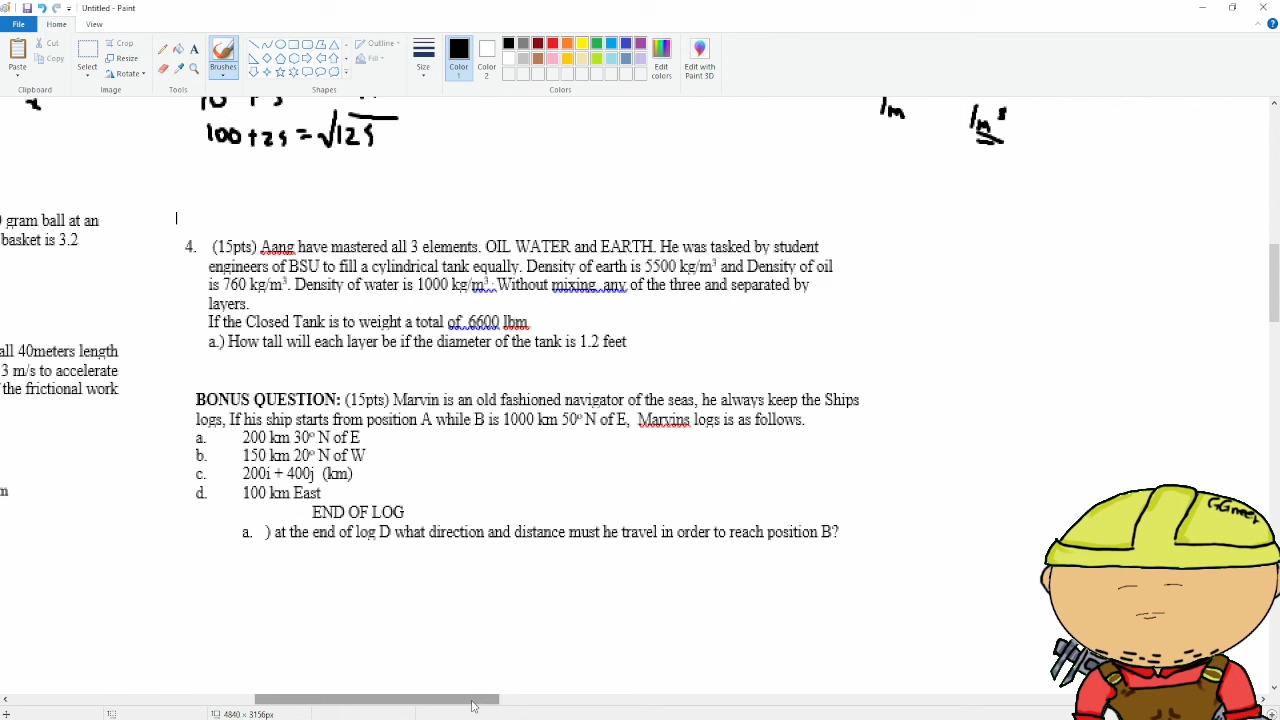 Untitled - Paint
File
Home
View
Paste
Cut
Copy
Clipboard
Select
Crop
Resize
Rotate
Image
Tools
Brushes
Outline
Fill
Shapes
Size
Color 1
Color 2
Edit colors
Edit with Paint 3D
Colors
100+25=√125
1m
1m
gram ball at an
basket is 3.2
4. (15pts) Aang have mastered all 3 elements. OIL WATER and EARTH. He was tasked by student
engineers of BSU to fill a cylindrical tank equally. Density of earth is 5500 kg/m³ and Density of oil
is 760 kg/m³. Density of water is 1000 kg/m³. Without mixing any of the three and separated by
layers.
If the Closed Tank is to weight a total of 6600 lbm
a.) How tall will each layer be if the diameter of the tank is 1.2 feet
all 40meters length
3 m/s to accelerate
f the frictional work
BONUS QUESTION: (15pts) Marvin is an old fashioned navigator of the seas, he always keep the Ships
logs, If his ship starts from position A while B is 1000 km 50º N of E, Marvins logs is as follows.
a. 200 km 30º N of E
b. 150 km 20º N of W
c. 200i + 400j (km)
d. 100 km East
END OF LOG
a. ) at the end of log D what direction and distance must he travel in order to reach position B?
m
GGneer
4840 × 3156px